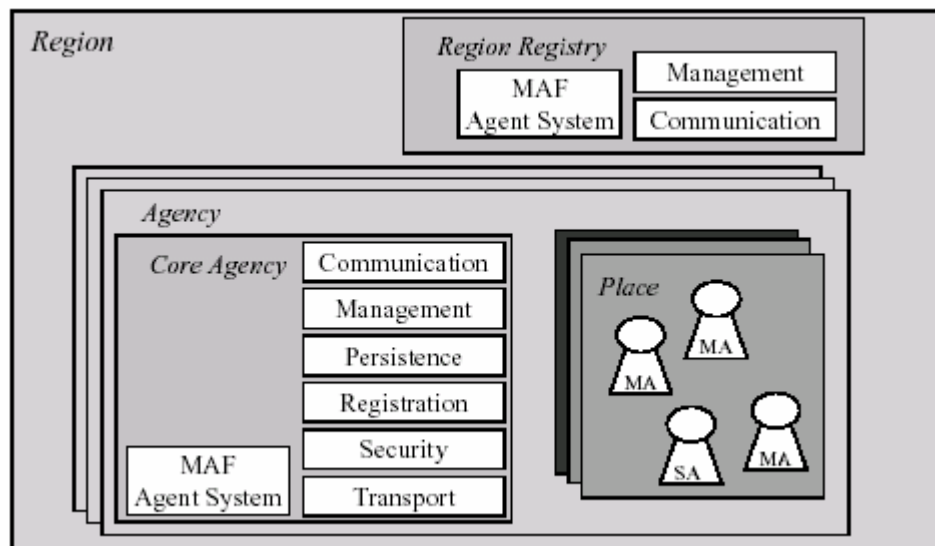 Region
Region Registry
MAF
Agent System
Management
Communication
Agency
Core Agency
Communication
Management
Persistence
Registration
Security
Transport
MAF
Agent System
Place
MA
MA
SA
MA